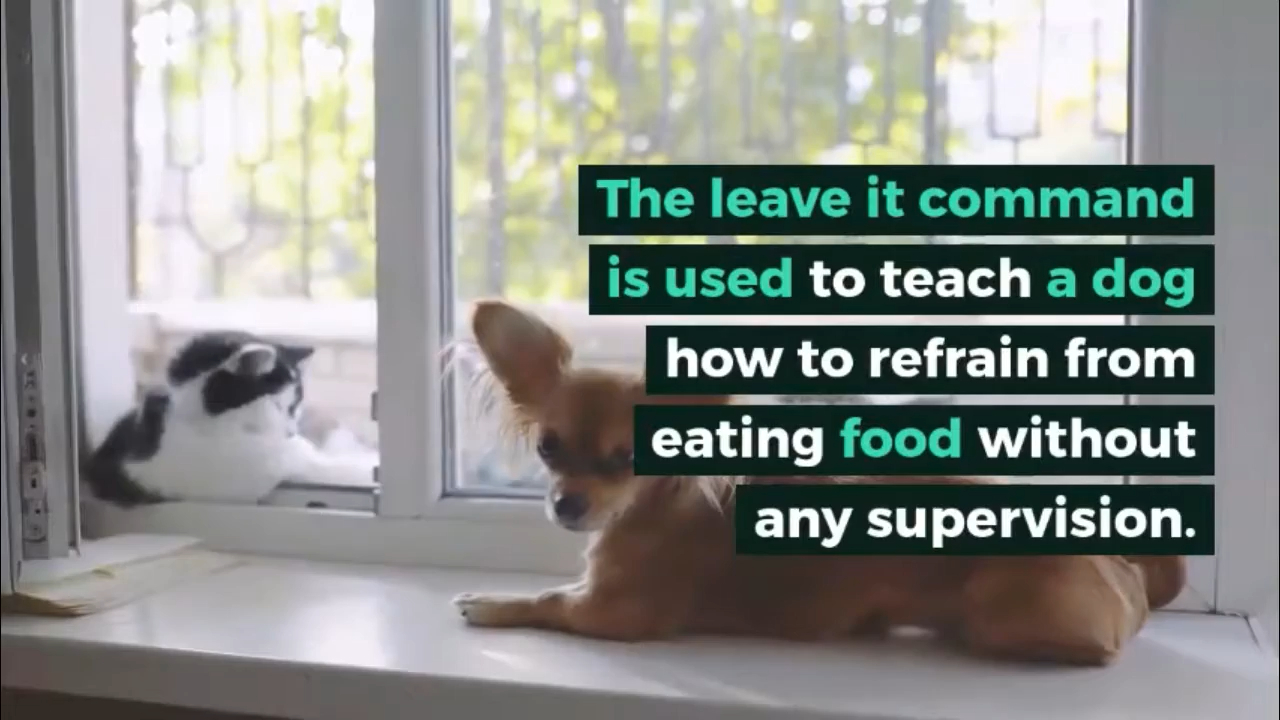 The leave it command
is used to teach a dog
how to refrain from
eating food without
any supervision.